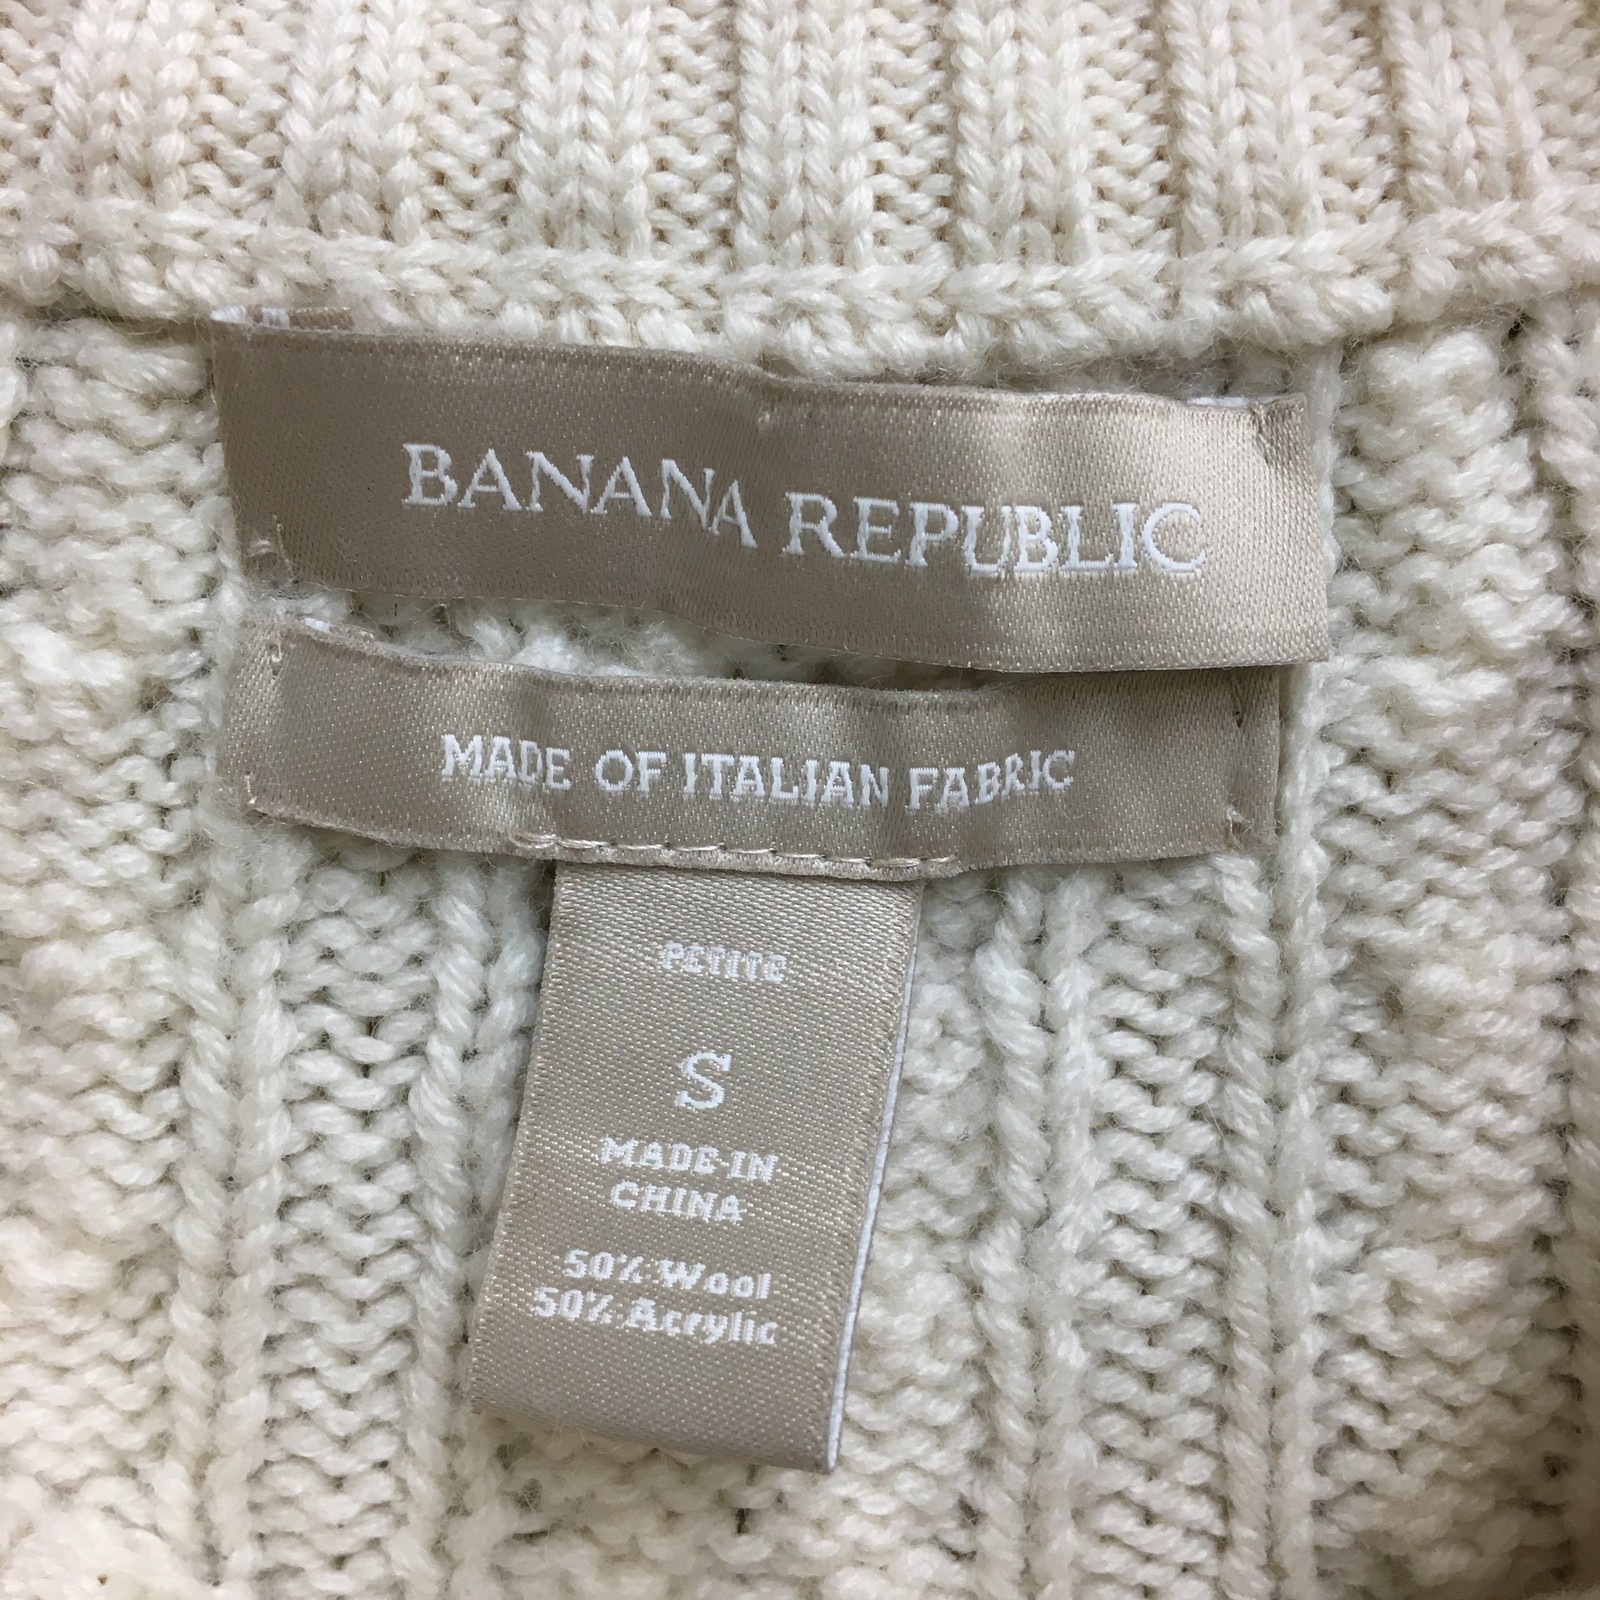 BANANA REPUBLIC
MADE OF ITALIAN FABRIC
PETITE
S
MADE IN
CHINA
50% Wool
50% Acrylic